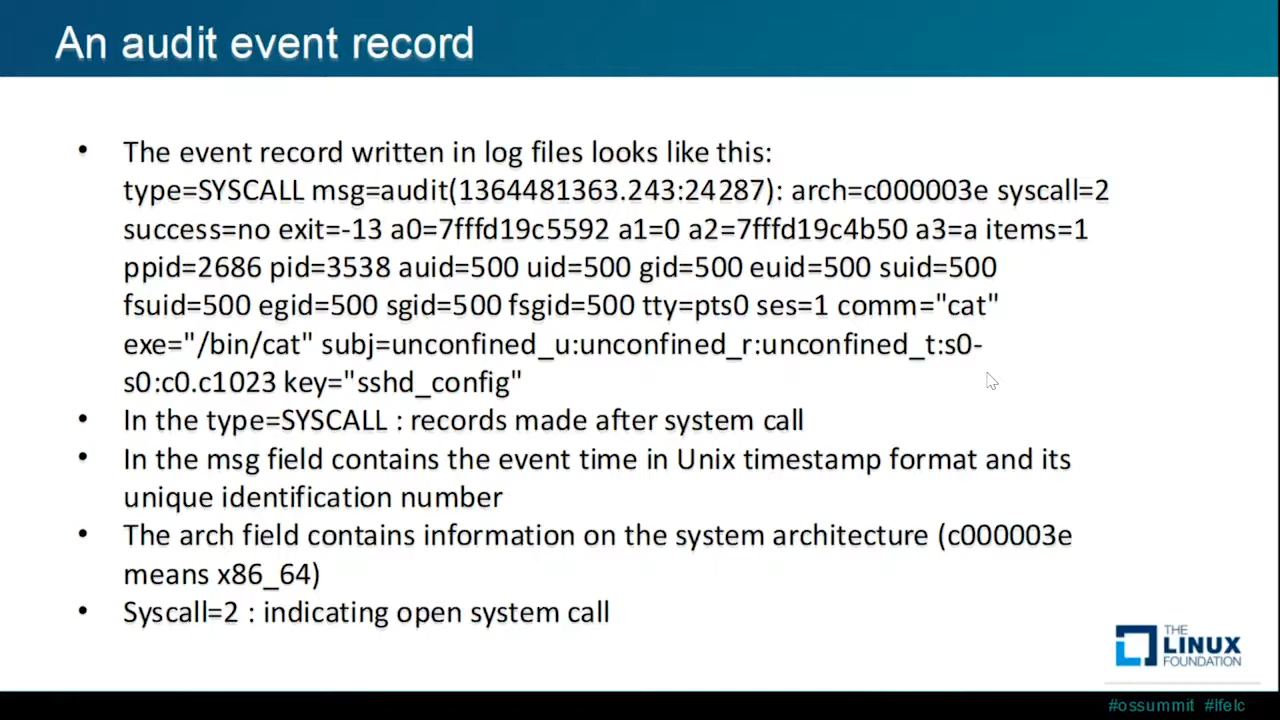 An audit event record
• The event record written in log files looks like this:
type=SYSCALL msg=audit(1364481363.243:24287): arch=c000003e syscall=2
success=no exit=-13 a0=7fffd19c5592 a1=0 a2=7fffd19c4b50 a3=a items=1
ppid=2686 pid=3538 auid=500 uid=500 gid=500 euid=500 suid=500
fsuid=500 egid=500 sgid=500 fsgid=500 tty=pts0 ses=1 comm="cat"
exe="/bin/cat" subj=unconfined_u:unconfined_r:unconfined_t:s0-
s0:c0.c1023 key="sshd_config"
• In the type=SYSCALL : records made after system call
• In the msg field contains the event time in Unix timestamp format and its
unique identification number
• The arch field contains information on the system architecture (c000003e
means x86_64)
• Syscall=2 : indicating open system call
THE
LINUX
FOUNDATION
#ossummit #lfelc